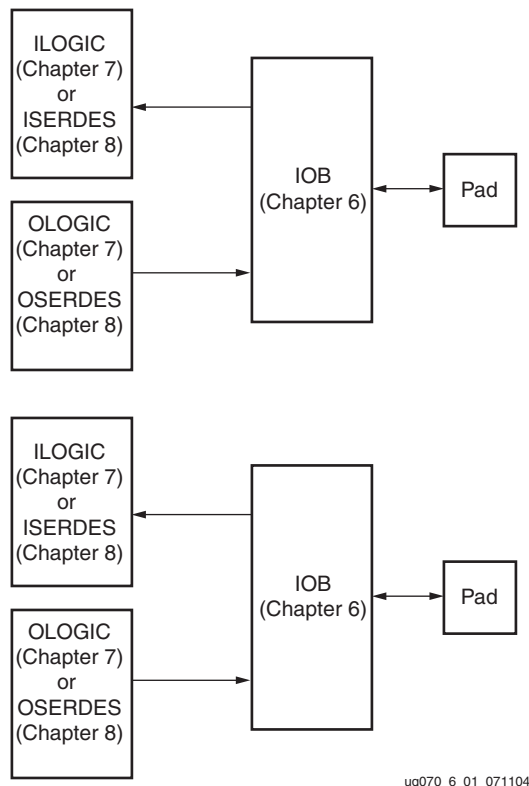 ILOGIC
(Chapter 7)
or
ISERDES
(Chapter 8)
IOB
(Chapter 6)
Pad
OLOGIC
(Chapter 7)
or
OSERDES
(Chapter 8)
ILOGIC
(Chapter 7)
or
ISERDES
(Chapter 8)
IOB
(Chapter 6)
Pad
OLOGIC
(Chapter 7)
or
OSERDES
(Chapter 8)
ug070_6_01_071104